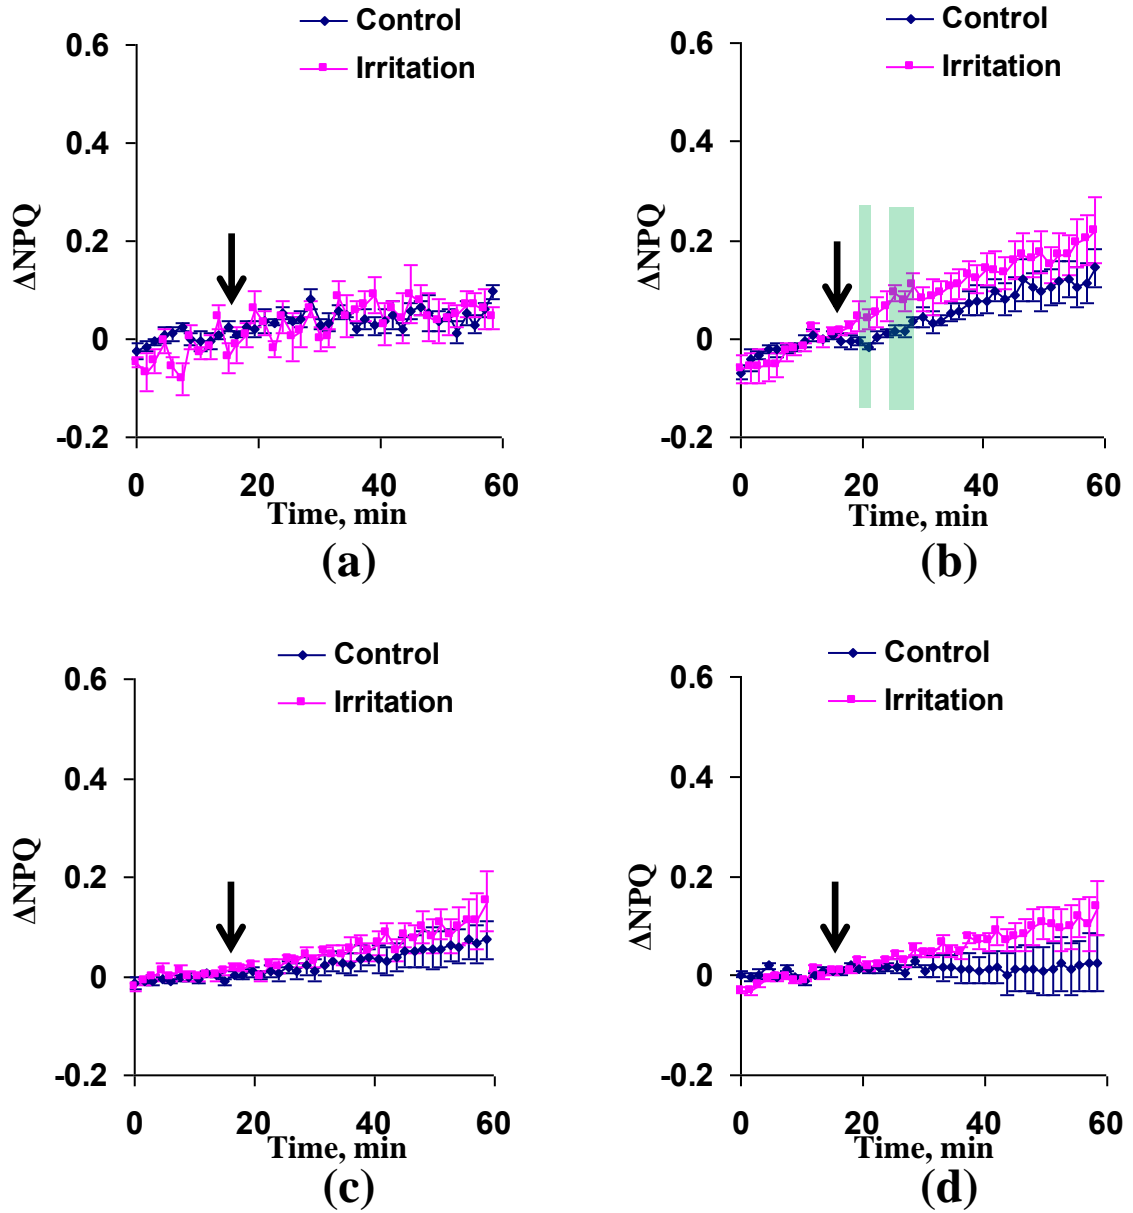 Control
Irritation
0.6
0.4
0.2
0
-0.2
ΔNPQ
0 20 40 60
Time, min
(a)
Control
Irritation
0.6
0.4
0.2
0
-0.2
ΔNPQ
0 20 40 60
Time, min
(b)
Control
Irritation
0.6
0.4
0.2
0
-0.2
ΔNPQ
0 20 40 60
Time, min
(c)
Control
Irritation
0.6
0.4
0.2
0
-0.2
ΔNPQ
0 20 40 60
Time, min
(d)